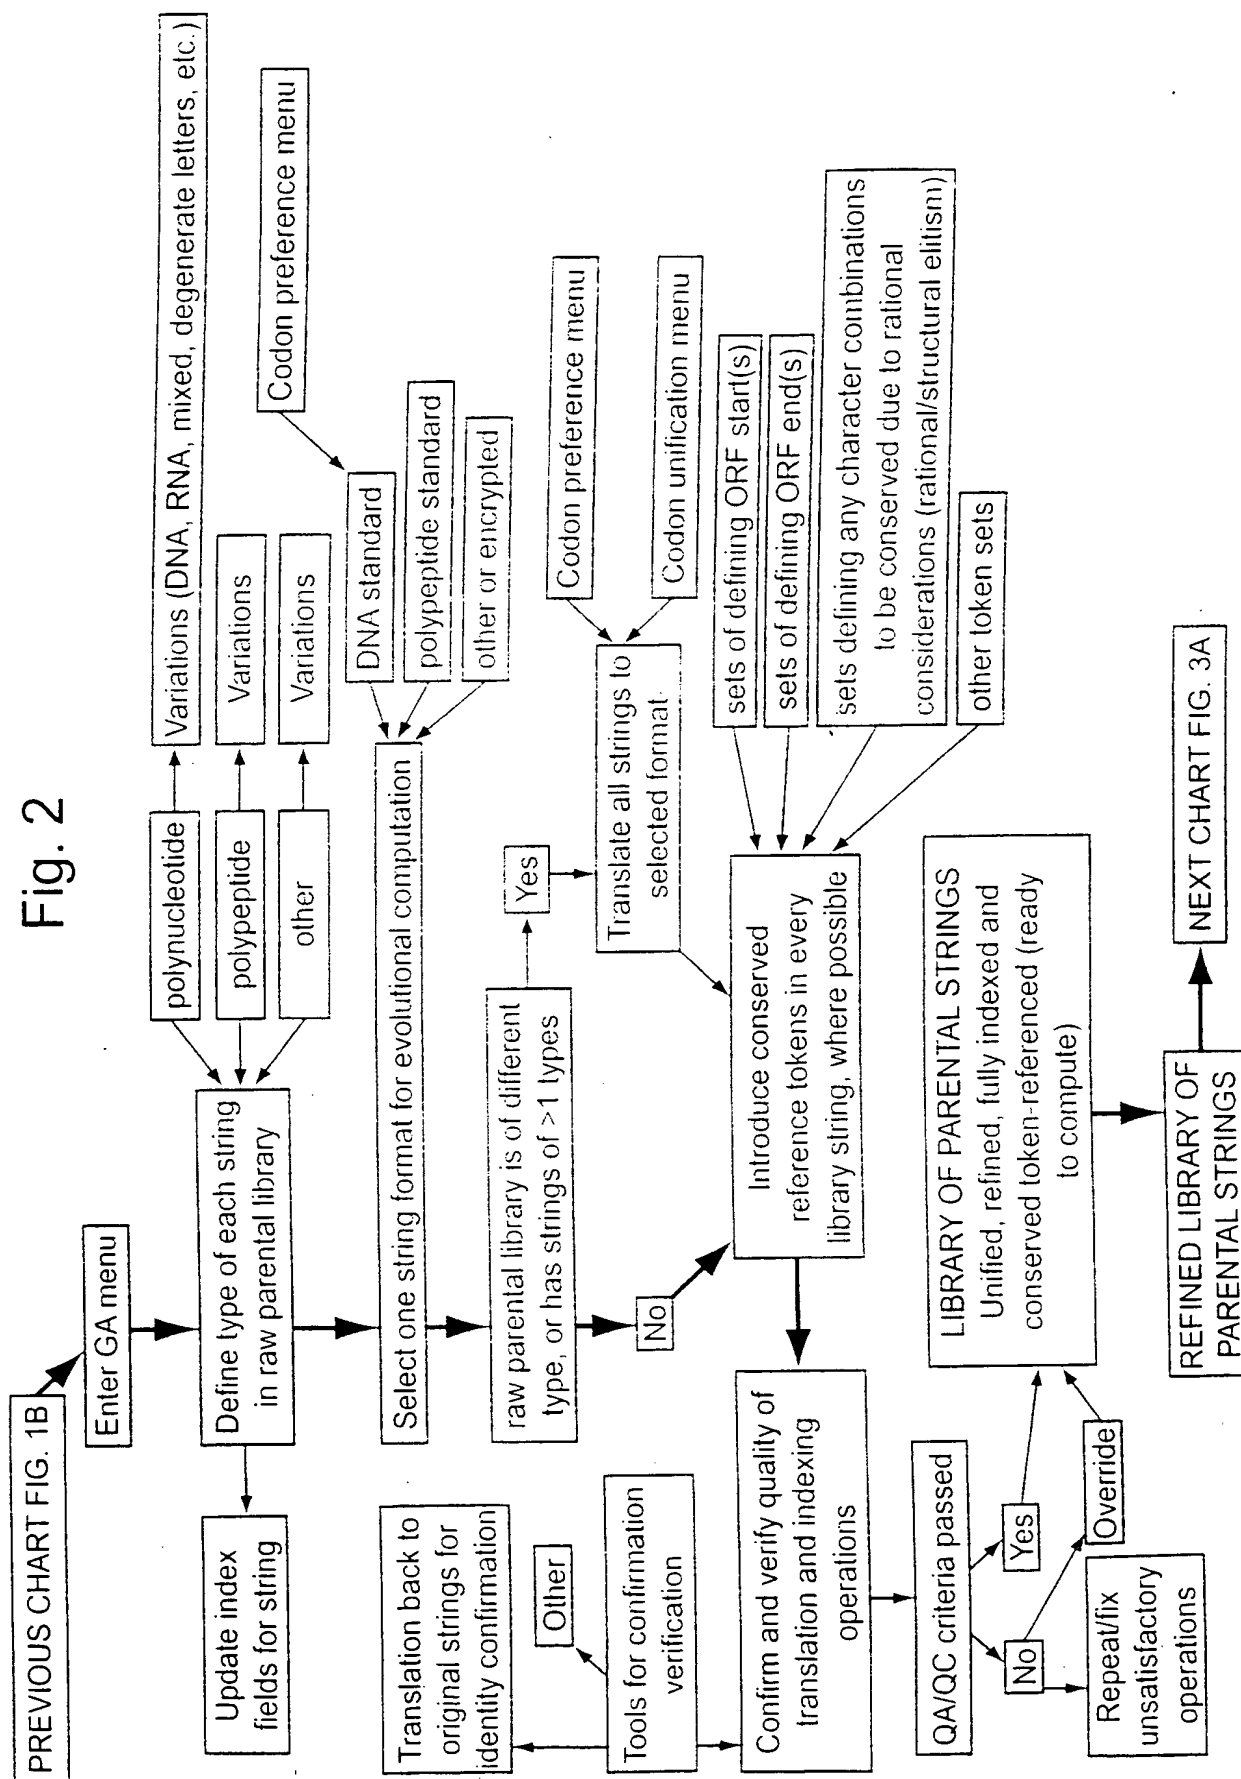 Fig. 2
PREVIOUS CHART FIG. 1B
Enter GA menu
Define type of each string
in raw parental library
Update index
fields for string
polynucleotide
polypeptide
other
Variations (DNA, RNA, mixed, degenerate letters, etc.)
Variations
Variations
Codon preference menu
Select one string format for evolutional computation
DNA standard
polypeptide standard
other or encrypted
raw parental library is of different
type, or has strings of >1 types
Yes
No
Translate all strings to
selected format
Codon preference menu
Codon unification menu
Introduce conserved
reference tokens in every
library string, where possible
sets of defining ORF start(s)
sets of defining ORF end(s)
sets defining any character combinations
to be conserved due to rational
considerations (rational/structural elitism)
other token sets
Translation back to
original strings for
identity confirmation
Other
Tools for confirmation
verification
Confirm and verify quality of
translation and indexing
operations
QA/QC criteria passed
Yes
No
Override
Repeat/fix
unsatisfactory
operations
LIBRARY OF PARENTAL STRINGS
Unified, refined, fully indexed and
conserved token-referenced (ready
to compute)
REFINED LIBRARY OF
PARENTAL STRINGS
NEXT CHART FIG. 3A